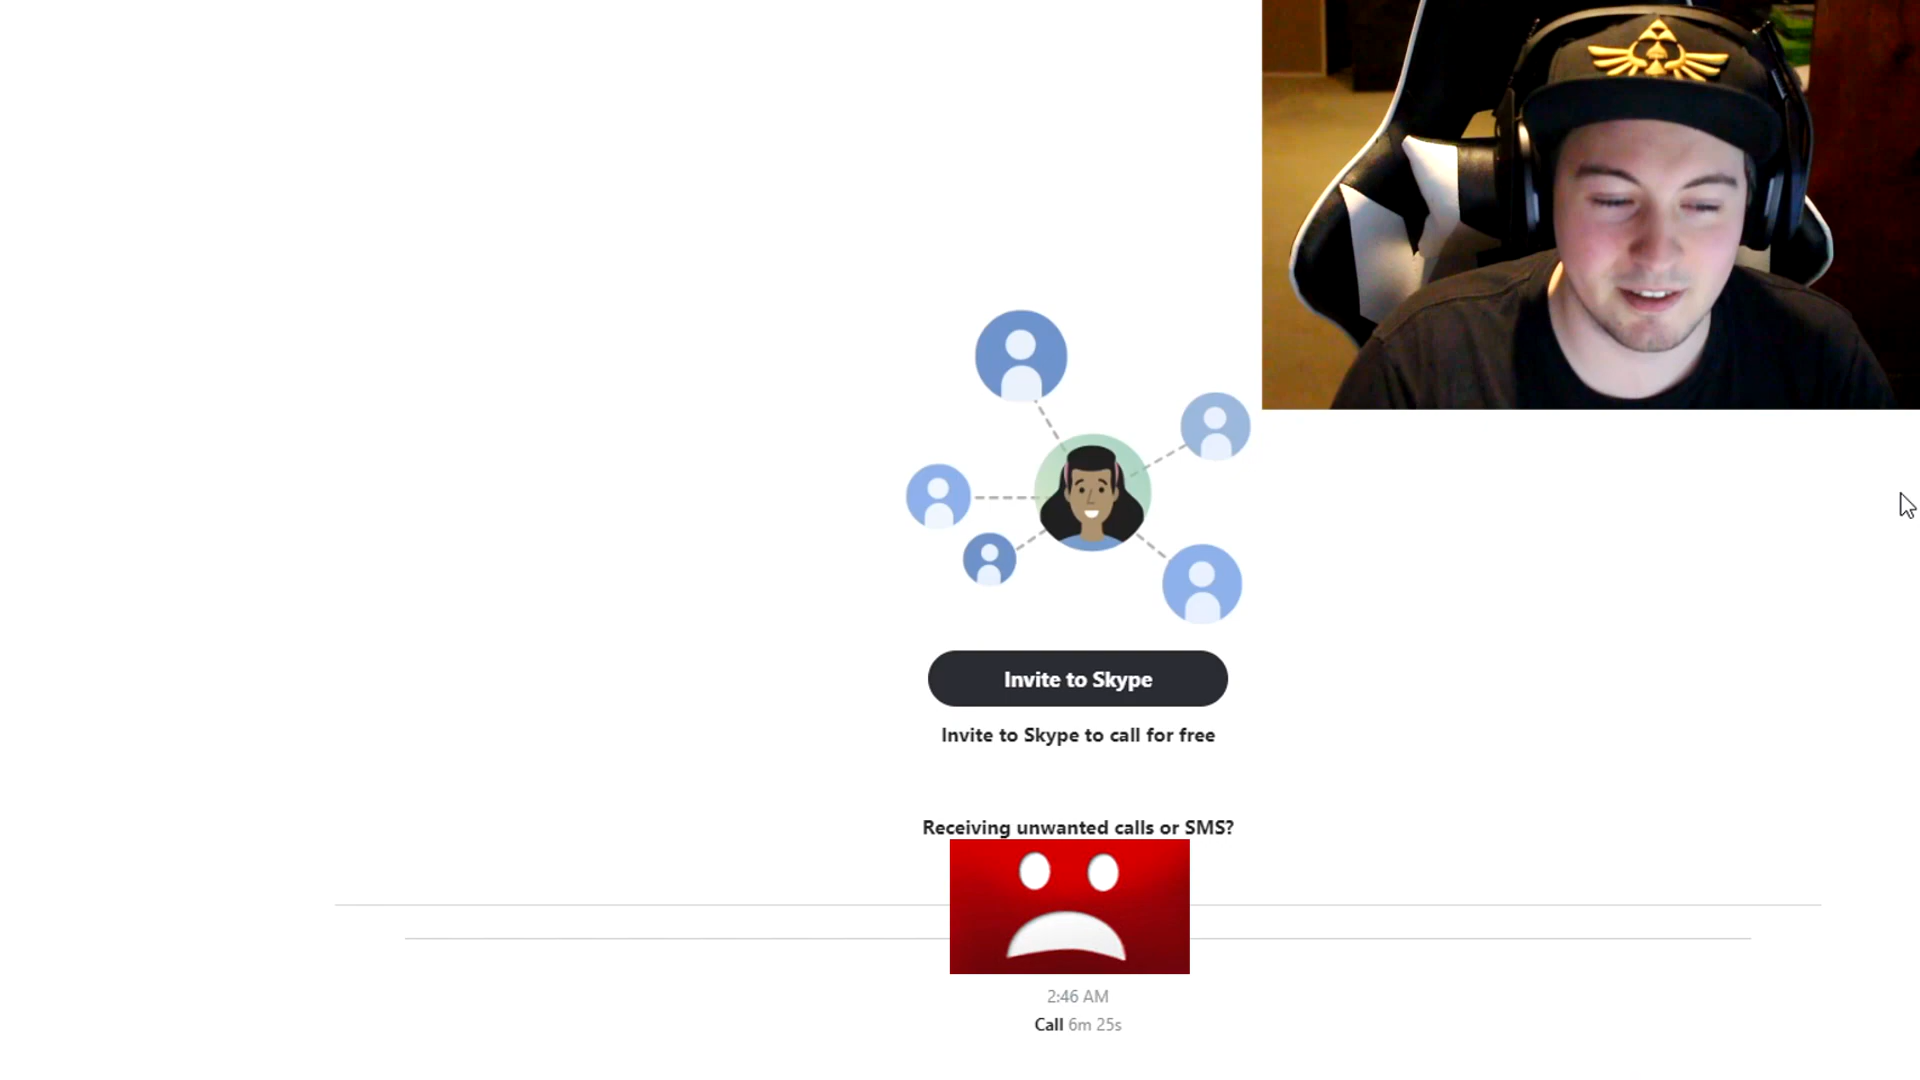 Invite to Skype
Invite to Skype to call for free
Receiving unwanted calls or SMS?
2:46 AM
Call 6m 25s